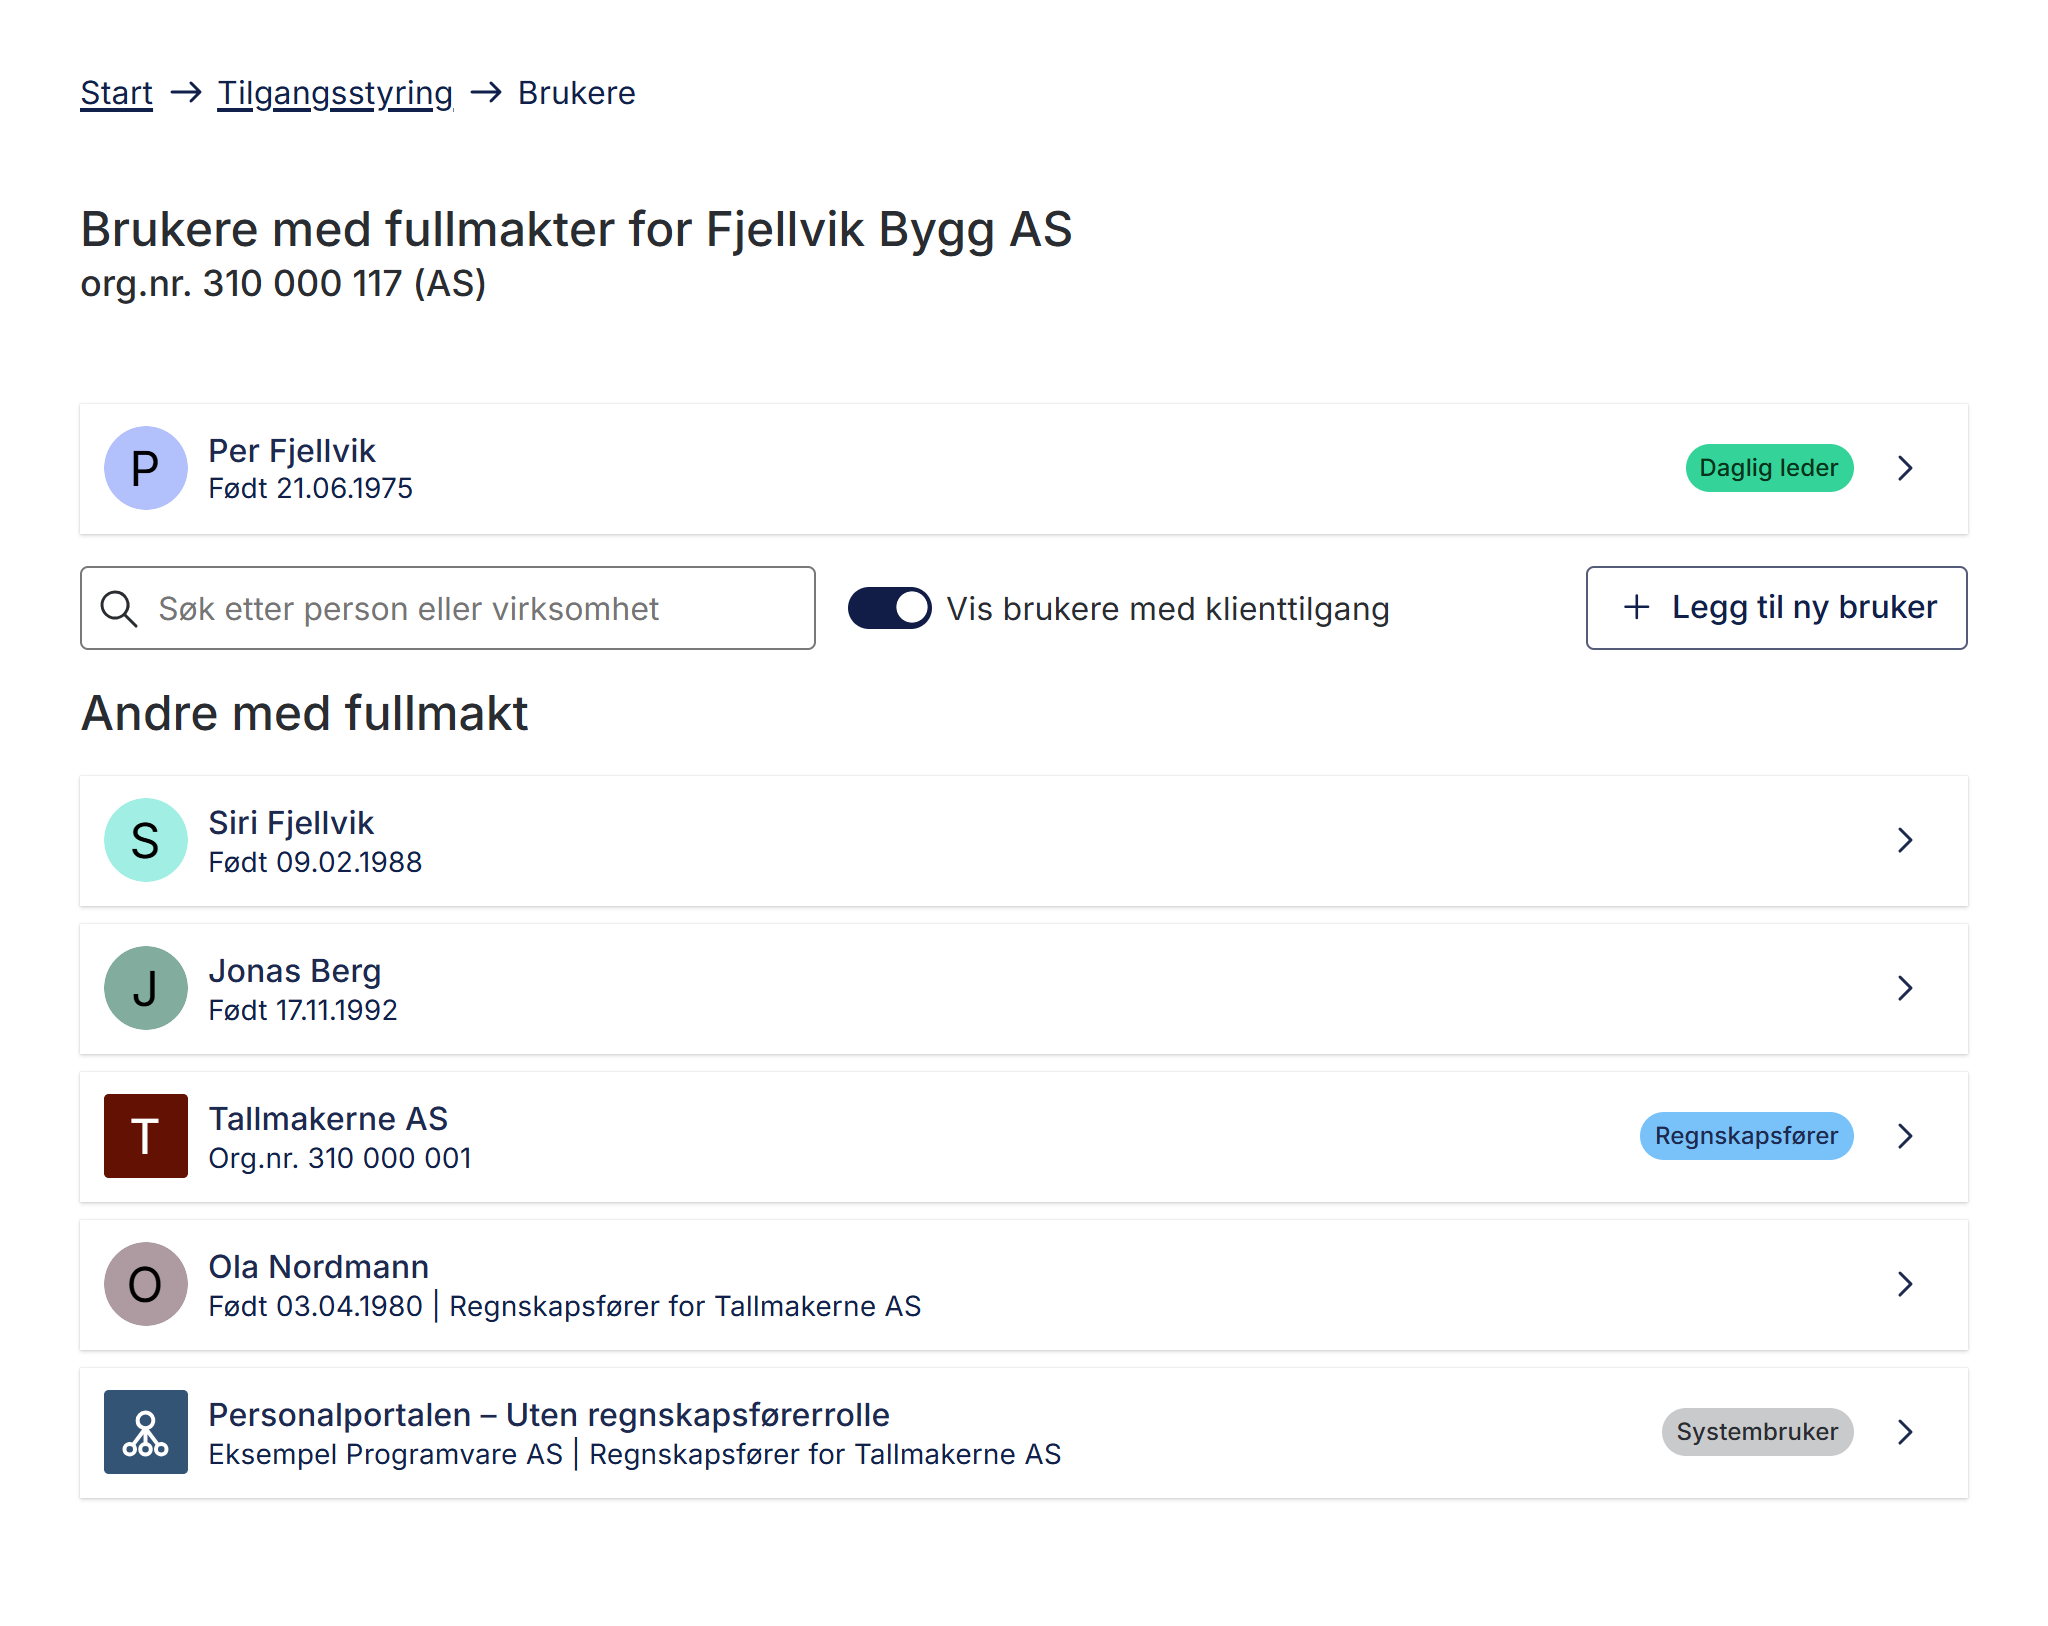 Start → Tilgangsstyring → Brukere
Brukere med fullmakter for Fjellvik Bygg AS
org.nr. 310 000 117 (AS)
P
Per Fjellvik
Født 21.06.1975
Daglig leder
Søk etter person eller virksomhet
Vis brukere med klienttilgang
+ Legg til ny bruker
Andre med fullmakt
S
Siri Fjellvik
Født 09.02.1988
J
Jonas Berg
Født 17.11.1992
T
Tallmakerne AS
Org.nr. 310 000 001
Regnskapsfører
O
Ola Nordmann
Født 03.04.1980 | Regnskapsfører for Tallmakerne AS
Personalportalen – Uten regnskapsførerrolle
Eksempel Programvare AS | Regnskapsfører for Tallmakerne AS
Systembruker